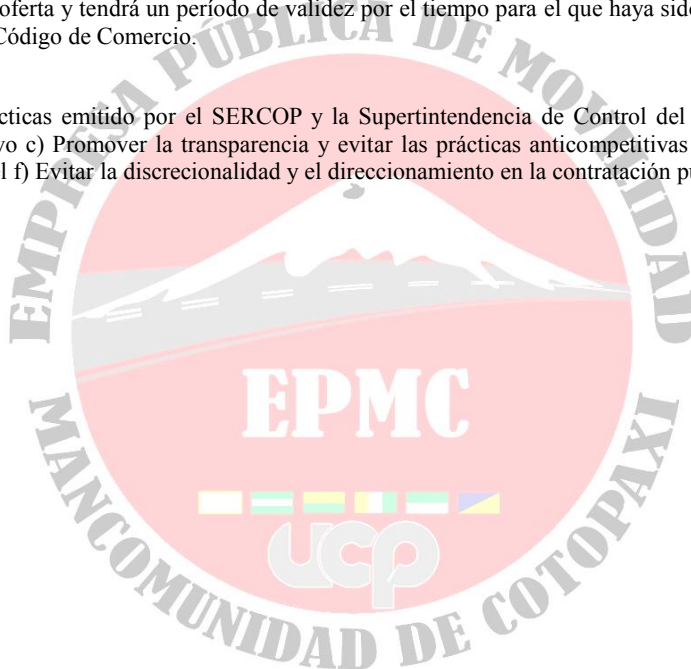 oferta y tendrá un período de validez por el tiempo para el que haya sido
Código de Comercio.
cticas emitido por el SERCOP y la Supertintendencia de Control del
vo c) Promover la transparencia y evitar las prácticas anticompetitivas
l f) Evitar la discrecionalidad y el direccionamiento en la contratación pú
EMPRESA PÚBLICA DE MOVILIDAD
EPMC
ucp
MANCOMUNIDAD DE COTOPAXI